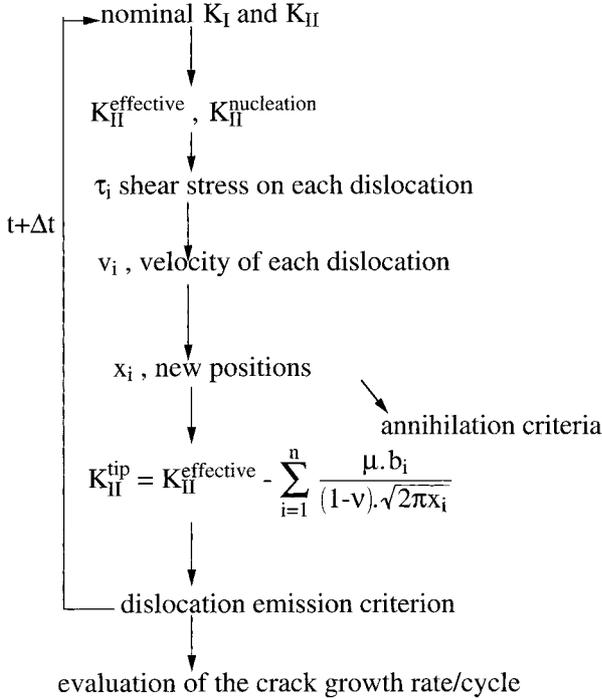 nominal K_I and K_II
K_II^effective , K_II^nucleation
τ_i shear stress on each dislocation
t+Δt
v_i , velocity of each dislocation
x_i , new positions
annihilation criteria
K_II^tip = K_II^effective - ∑_{i=1}^{n} μ.b_i / (1-ν).√2πx_i
dislocation emission criterion
evaluation of the crack growth rate/cycle